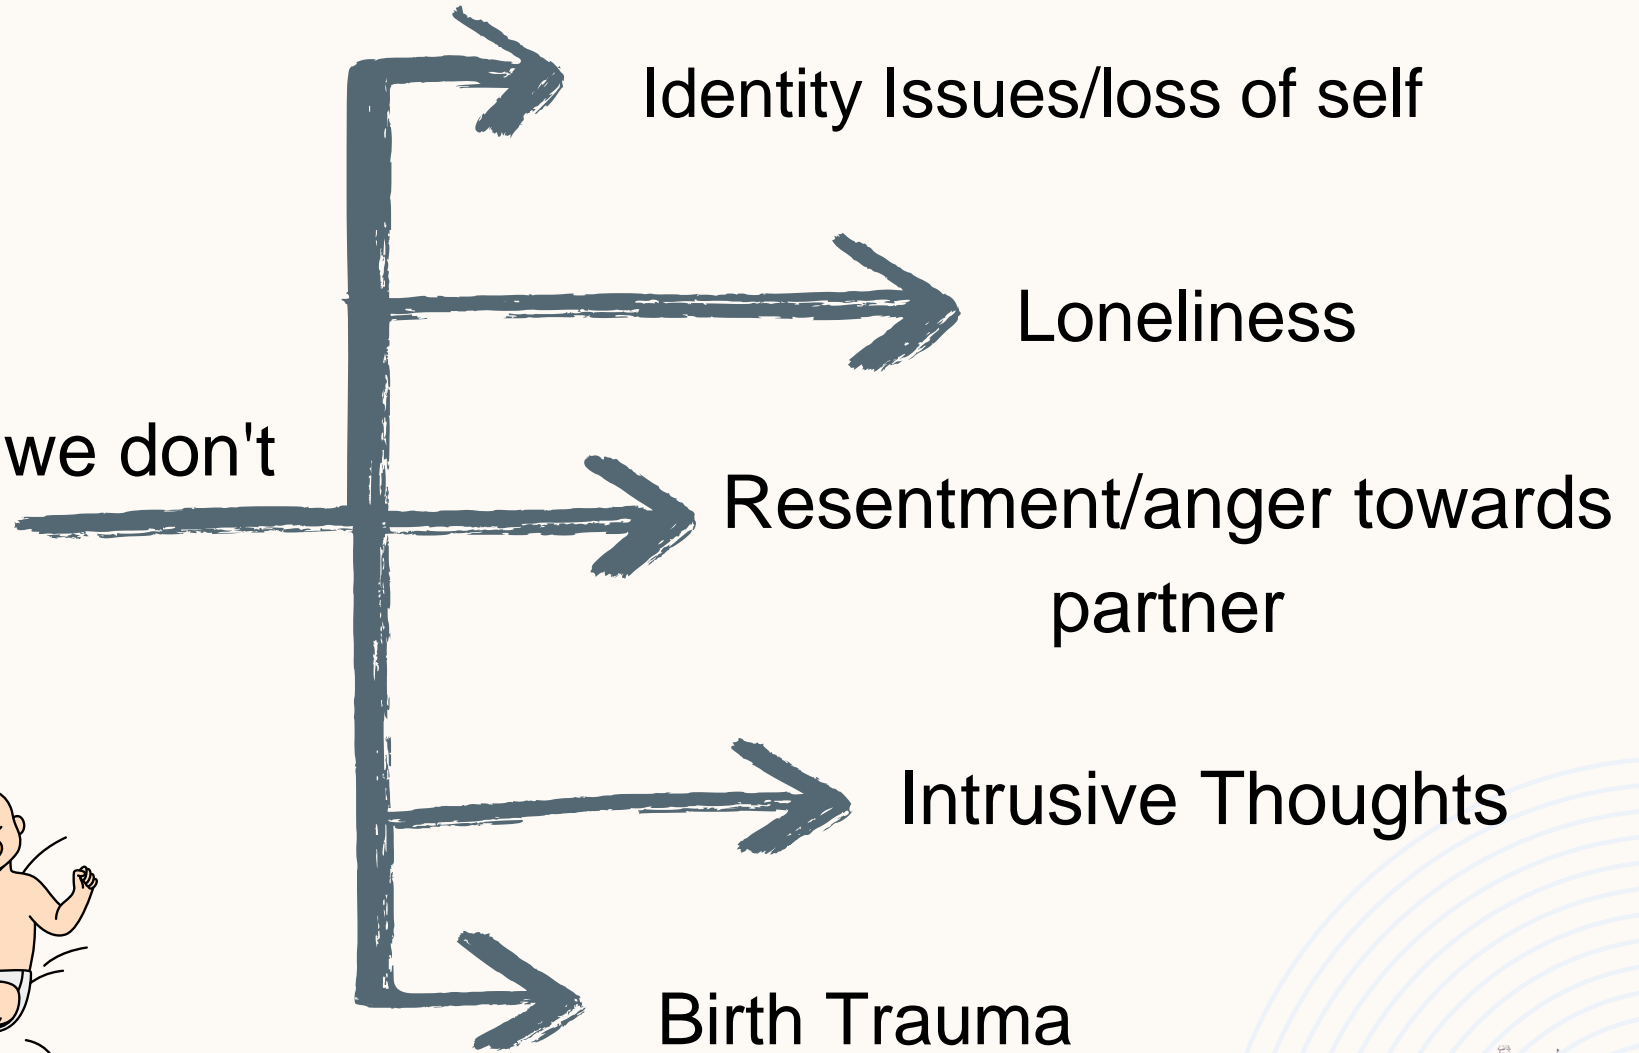 Identity Issues/loss of self
Loneliness
we don't
Resentment/anger towards
partner
Intrusive Thoughts
Birth Trauma